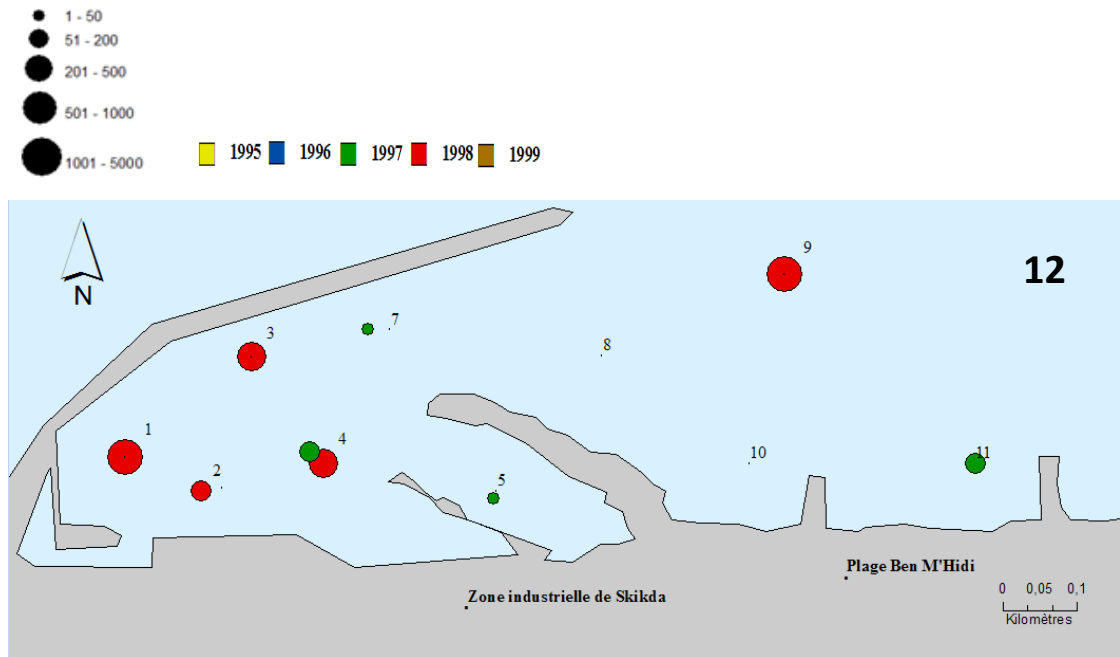 1 - 50
51 - 200
201 - 500
501 - 1000
1001 - 5000
1995 1996 1997 1998 1999
N
12
9
7
3
8
1
4
2
10
11
5
Plage Ben M'Hidi
Zone industrielle de Skikda
0 0,05 0,1
Kilomètres